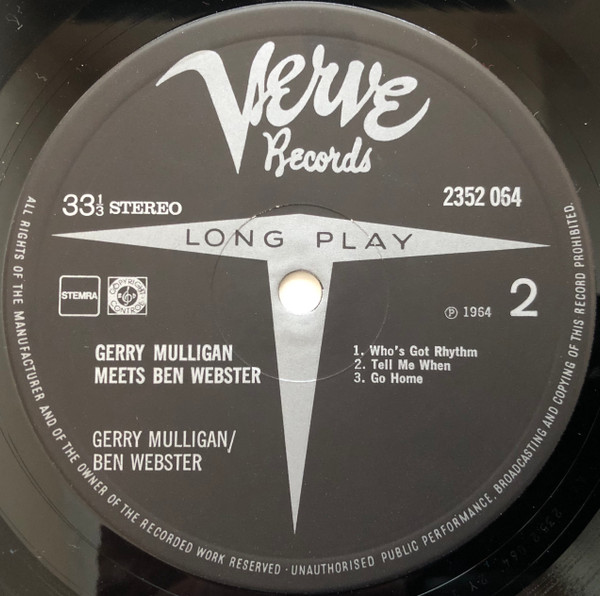 Verve
Records
33⅓ STEREO
2352 064
LONG PLAY
STEMRA
COPYRIGHT
CONTROL
℗ 1964 2
GERRY MULLIGAN
MEETS BEN WEBSTER
1. Who's Got Rhythm
2. Tell Me When
3. Go Home
GERRY MULLIGAN/
BEN WEBSTER
ALL RIGHTS OF THE MANUFACTURER AND OF THE OWNER OF THE RECORDED WORK RESERVED · UNAUTHORISED PUBLIC PERFORMANCE, BROADCASTING AND COPYING OF THIS RECORD PROHIBITED.